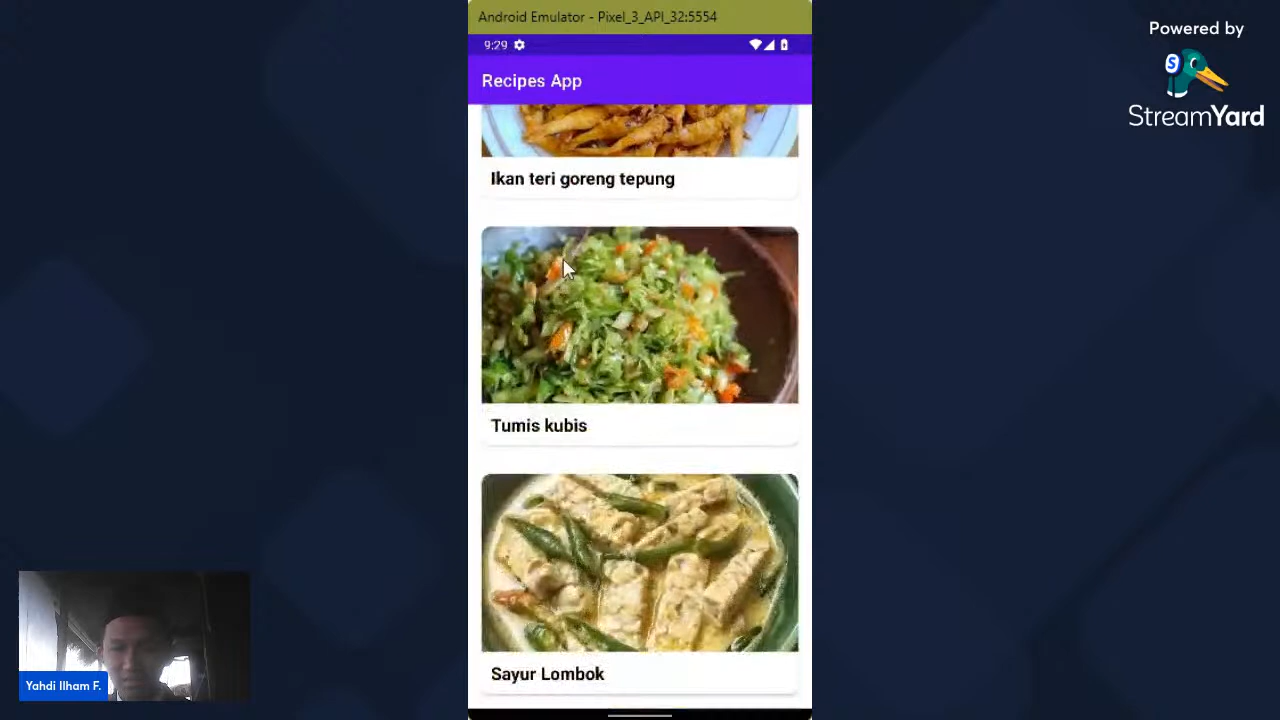 Android Emulator - Pixel_3_API_32:5554
9:29
Recipes App
Ikan teri goreng tepung
Tumis kubis
Sayur Lombok
Powered by
S
StreamYard
Yahdi Ilham F.